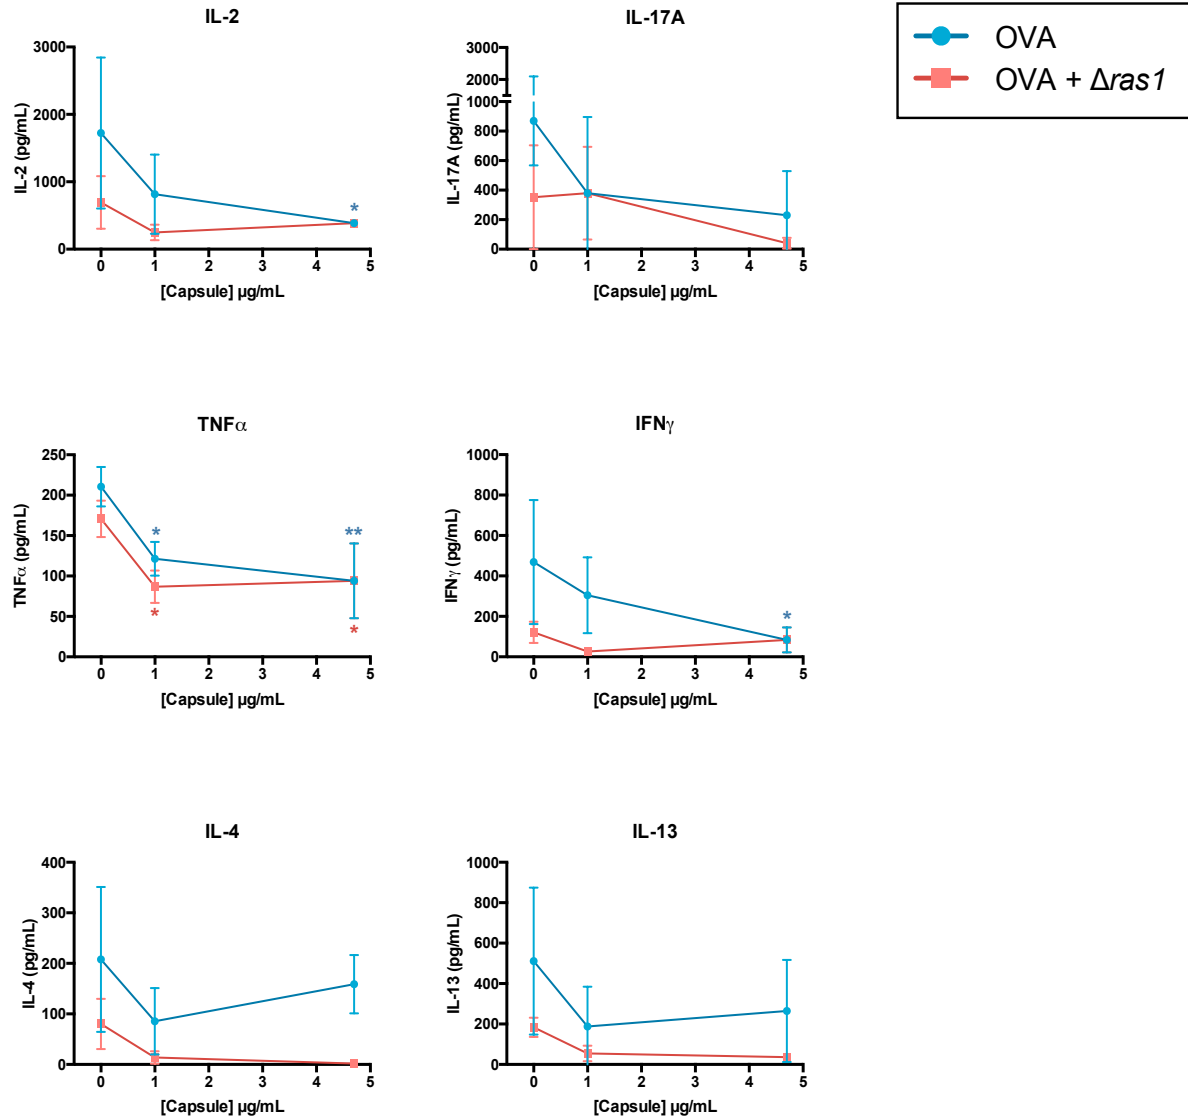 IL-2
IL-2 (pg/mL)
3000
2000
1000
0
*
0 1 2 3 4 5
[Capsule] µg/mL
IL-17A
IL-17A (pg/mL)
3000
2000
1000
800
600
400
200
0
0 1 2 3 4 5
[Capsule] µg/mL
OVA
OVA + Δras1
TNFα
TNFα (pg/mL)
250
200
150
100
50
0
* **
* *
0 1 2 3 4 5
[Capsule] µg/mL
IFNγ
IFNγ (pg/mL)
1000
800
600
400
200
0
*
0 1 2 3 4 5
[Capsule] µg/mL
IL-4
IL-4 (pg/mL)
400
300
200
100
0
0 1 2 3 4 5
[Capsule] µg/mL
IL-13
IL-13 (pg/mL)
1000
800
600
400
200
0
0 1 2 3 4 5
[Capsule] µg/mL